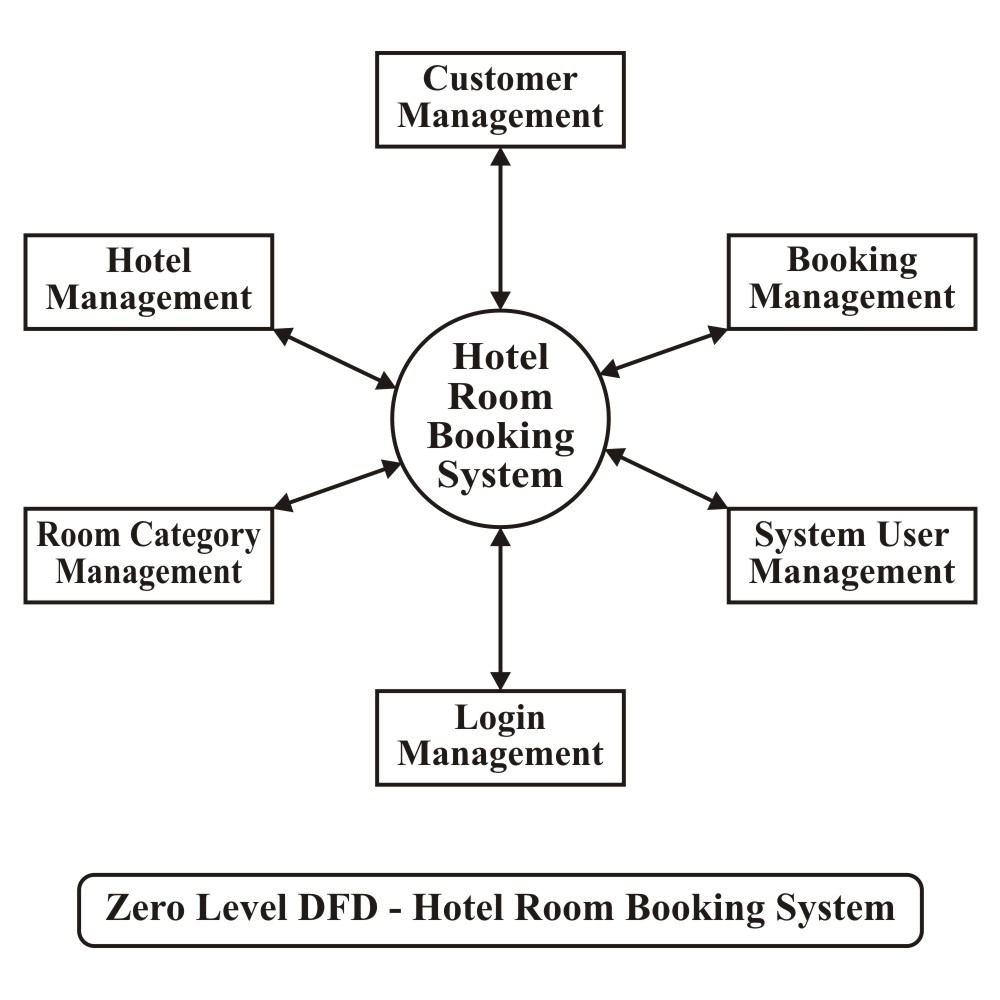 Customer
Management
Hotel
Management
Booking
Management
Hotel
Room
Booking
System
Room Category
Management
System User
Management
Login
Management
Zero Level DFD - Hotel Room Booking System